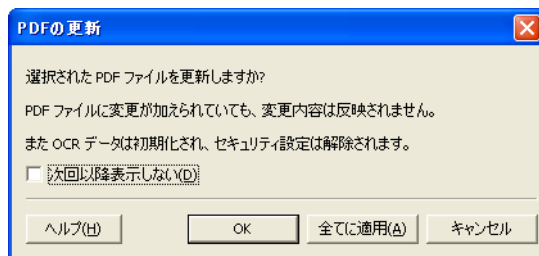 PDFの更新
選択された PDF ファイルを更新しますか?
PDF ファイルに変更が加えられていても、変更内容は反映されません。
また OCR データは初期化され、セキュリティ設定は解除されます。
次回以降表示しない(D)
ヘルプ(H) OK 全てに適用(A) キャンセル